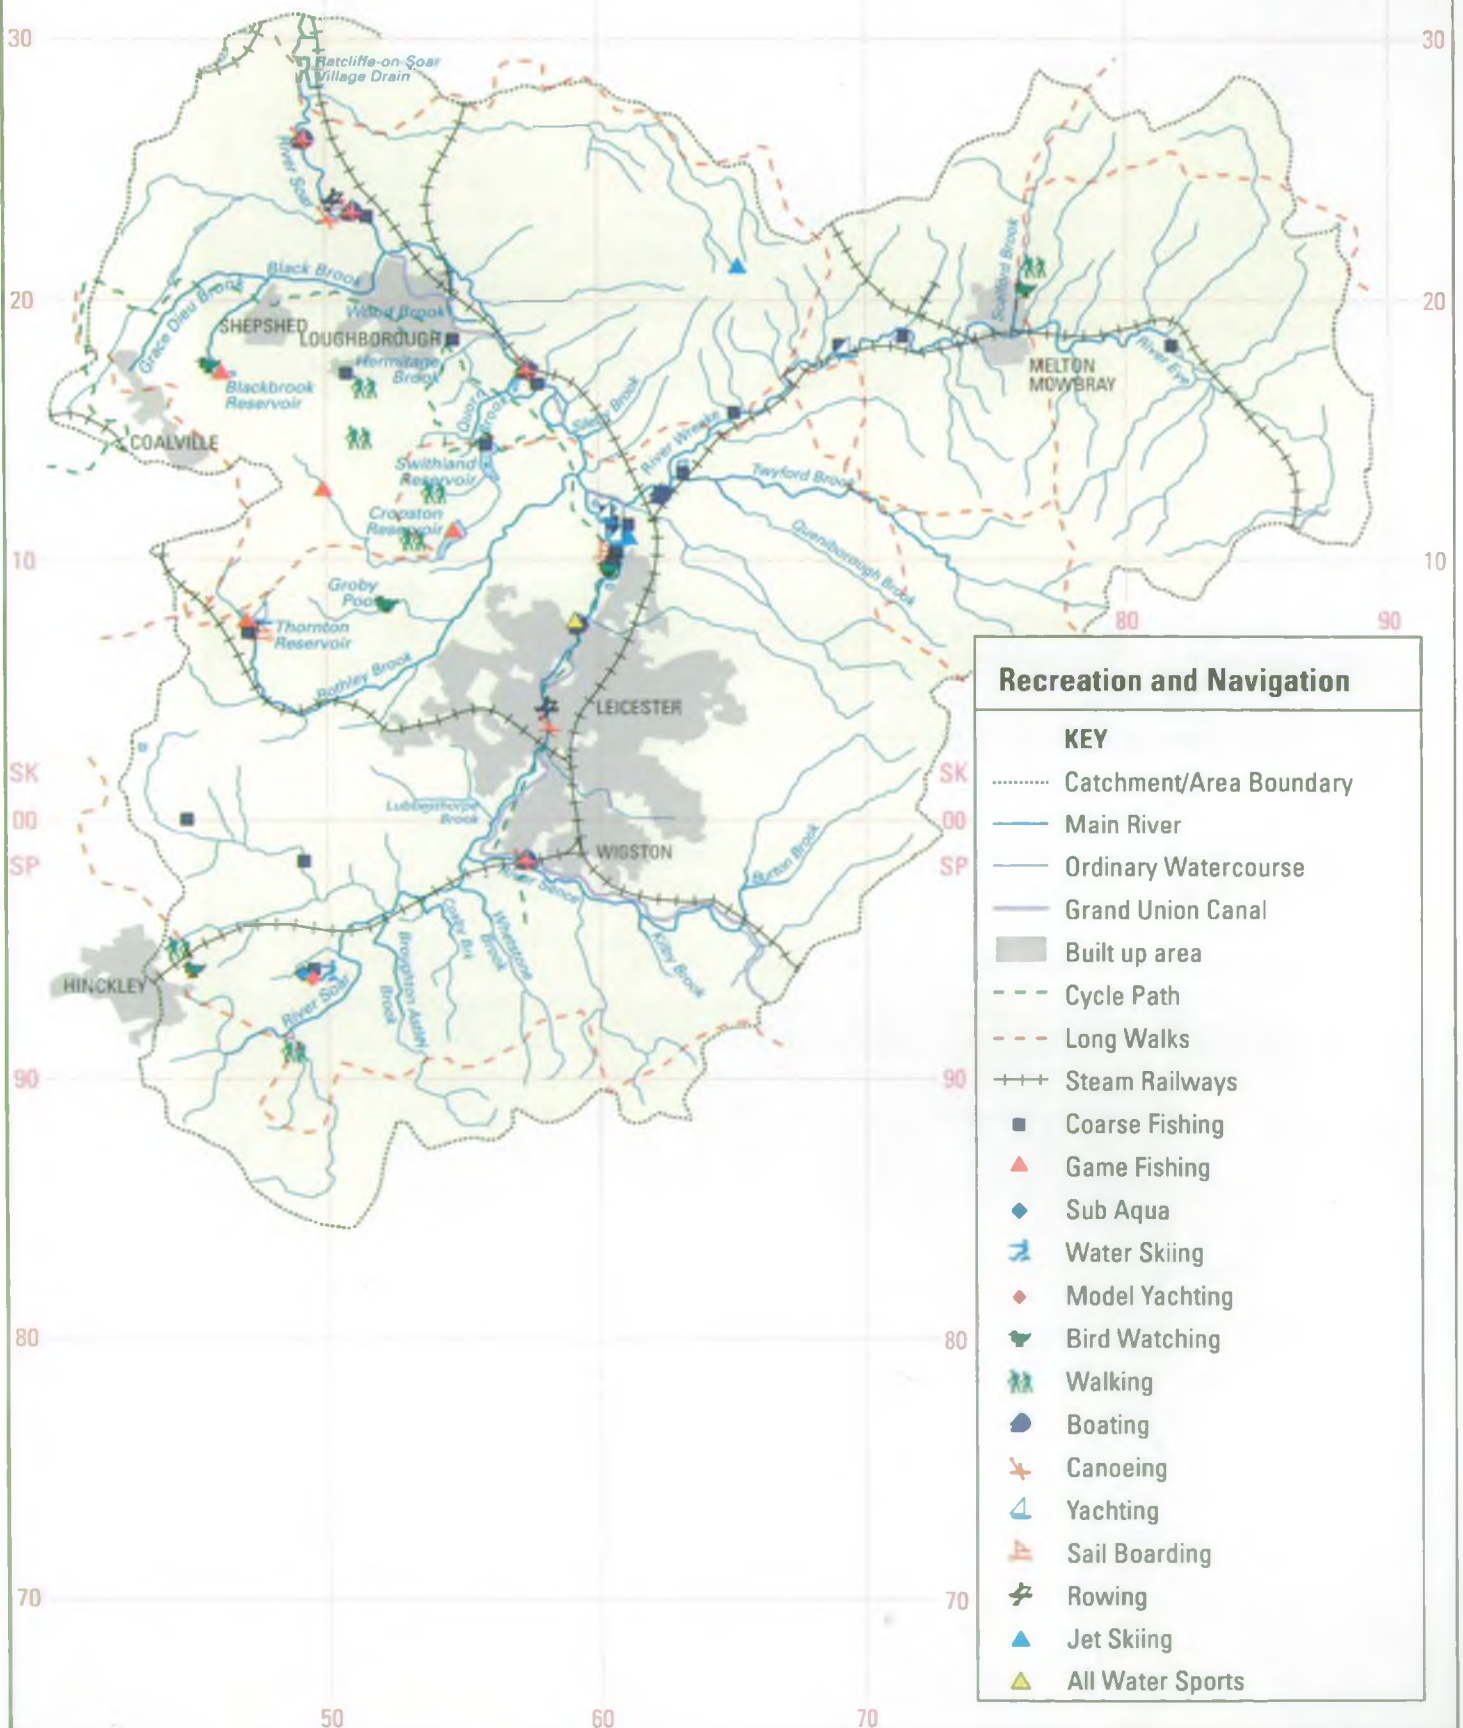 30
30
Ratcliffe-on-Soar
Village Drain
River Soar
Black Brook
Grace Dieu Brook
20
20
SHEPSHED
Wood Brook
LOUGHBOROUGH
Hermitage
Brook
Blackbrook
Reservoir
Quorn
Brook
Sileby Brook
Scalford Brook
MELTON
MOWBRAY
River Eye
COALVILLE
Swithland
Reservoir
River Wreake
Twyford Brook
Cropston
Reservoir
Queniborough Brook
10
10
Groby
Pool
Thornton
Reservoir
80
90
Rothley Brook
LEICESTER
SK
00
SP
SK
00
SP
Lubbesthorpe
Brook
WIGSTON
Burton Brook
River Sence
Cosby Brk
Whetstone
Brook
Broughton Astley
Brook
Kilby Brook
HINCKLEY
River Soar
90
90
80
80
70
70
50
60
70
Recreation and Navigation
KEY
Catchment/Area Boundary
Main River
Ordinary Watercourse
Grand Union Canal
Built up area
Cycle Path
Long Walks
Steam Railways
Coarse Fishing
Game Fishing
Sub Aqua
Water Skiing
Model Yachting
Bird Watching
Walking
Boating
Canoeing
Yachting
Sail Boarding
Rowing
Jet Skiing
All Water Sports